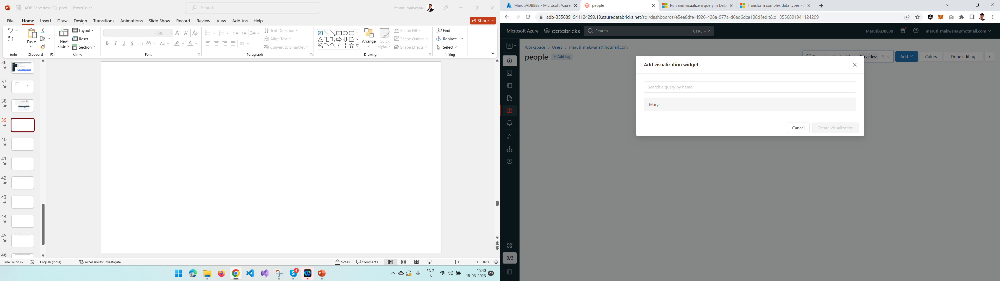 ADB Serverless SQL pool - PowerPoint
Search
maruti makwana
File Home Insert Draw Design Transitions Animations Slide Show Record Review View Add-ins Help
Share
Paste
New Slide
Layout
Reset
Section
40
Text Direction
Align Text
Convert to SmartArt
Arrange
Quick Styles
Shape Fill
Shape Outline
Shape Effects
Find
Replace
Select
Undo Clipboard Slides Font Paragraph Drawing Editing
36
37
38
39
40
41
42
43
44
45
46
Slide 39 of 47 English (India) Accessibility: Investigate Notes Comments 82%
4
ENG
IN
15:40
18-03-2023
20
MarutiADB888 - Microsoft Azure
people
Run and visualize a query in Data
Transform complex data types - A
adb-3556891941124299.19.azuredatabricks.net/sql/dashboards/e5ee8dfe-4926-428a-977a-d6ad6dce108d?edit&o=3556891941124299
Microsoft Azure databricks Search CTRL + P MarutiADB888 maruti_makwana@hotmail.com
S
Workspace > Users > maruti_makwana@hotmail.com
people + Add tag
Serverless S Add Colors Done editing
Add visualization widget
Search a query by name
Marys
Cancel Create visualization
0/3